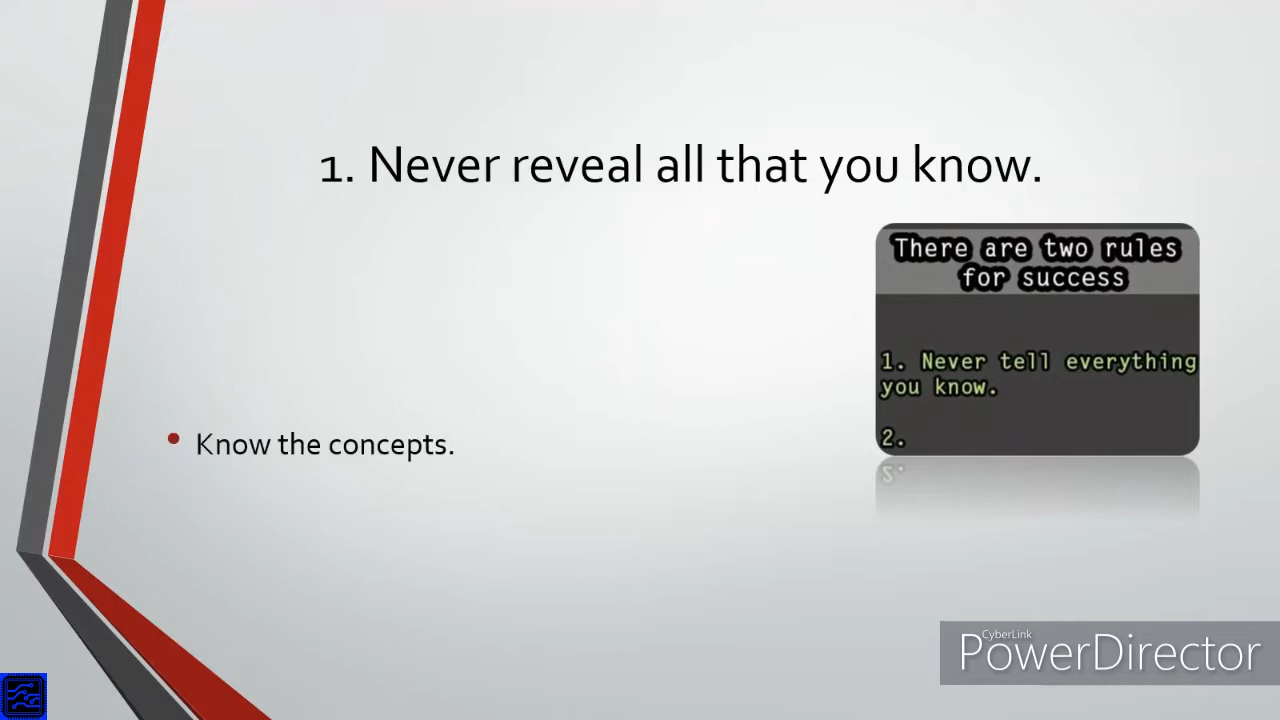 1. Never reveal all that you know.
There are two rules
for success
1. Never tell everything
you know.
2.
• Know the concepts.
CyberLink
PowerDirector